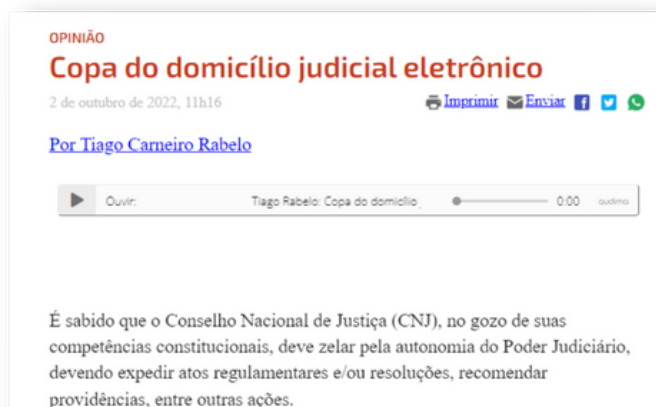 OPINIÃO
Copa do domicílio judicial eletrônico
2 de outubro de 2022, 11h16
Imprimir Enviar
Por Tiago Carneiro Rabelo
Ouvir: Tiago Rabelo: Copa do domicílio 0:00 audima
É sabido que o Conselho Nacional de Justiça (CNJ), no gozo de suas
competências constitucionais, deve zelar pela autonomia do Poder Judiciário,
devendo expedir atos regulamentares e/ou resoluções, recomendar
providências, entre outras ações.